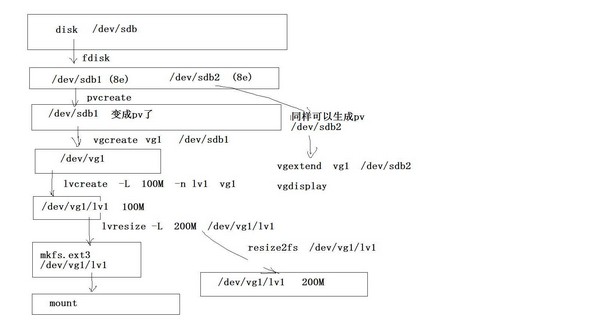 disk /dev/sdb
fdisk
/dev/sdb1 (8e) /dev/sdb2 (8e)
pvcreate
/dev/sdb1 变成pv了
同样可以生成pv
/dev/sdb2
vgcreate vg1 /dev/sdb1
/dev/vg1
vgextend vg1 /dev/sdb2
lvcreate -L 100M -n lv1 vg1
vgdisplay
/dev/vg1/lv1 100M
lvresize -L 200M /dev/vg1/lv1
resize2fs /dev/vg1/lv1
mkfs.ext3
/dev/vg1/lv1
/dev/vg1/lv1 200M
mount